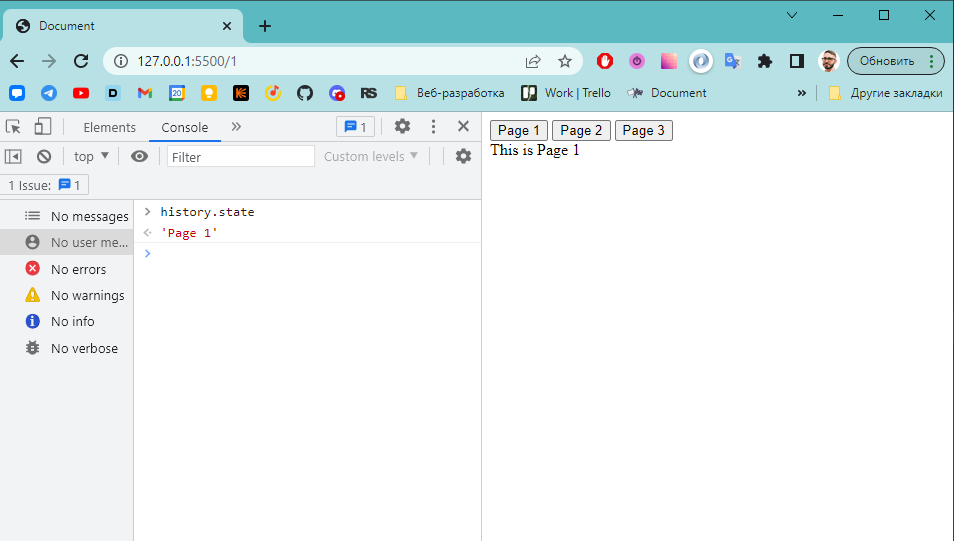 Document
127.0.0.1:5500/1
Обновить
20
D
RS
Веб-разработка
Work | Trello
Document
»
Другие закладки
Elements
Console
»
1
top
Filter
Custom levels
1 Issue:
1
No messages
No user me...
No errors
No warnings
No info
No verbose
> history.state
'Page 1'
>
Page 1 Page 2 Page 3
This is Page 1